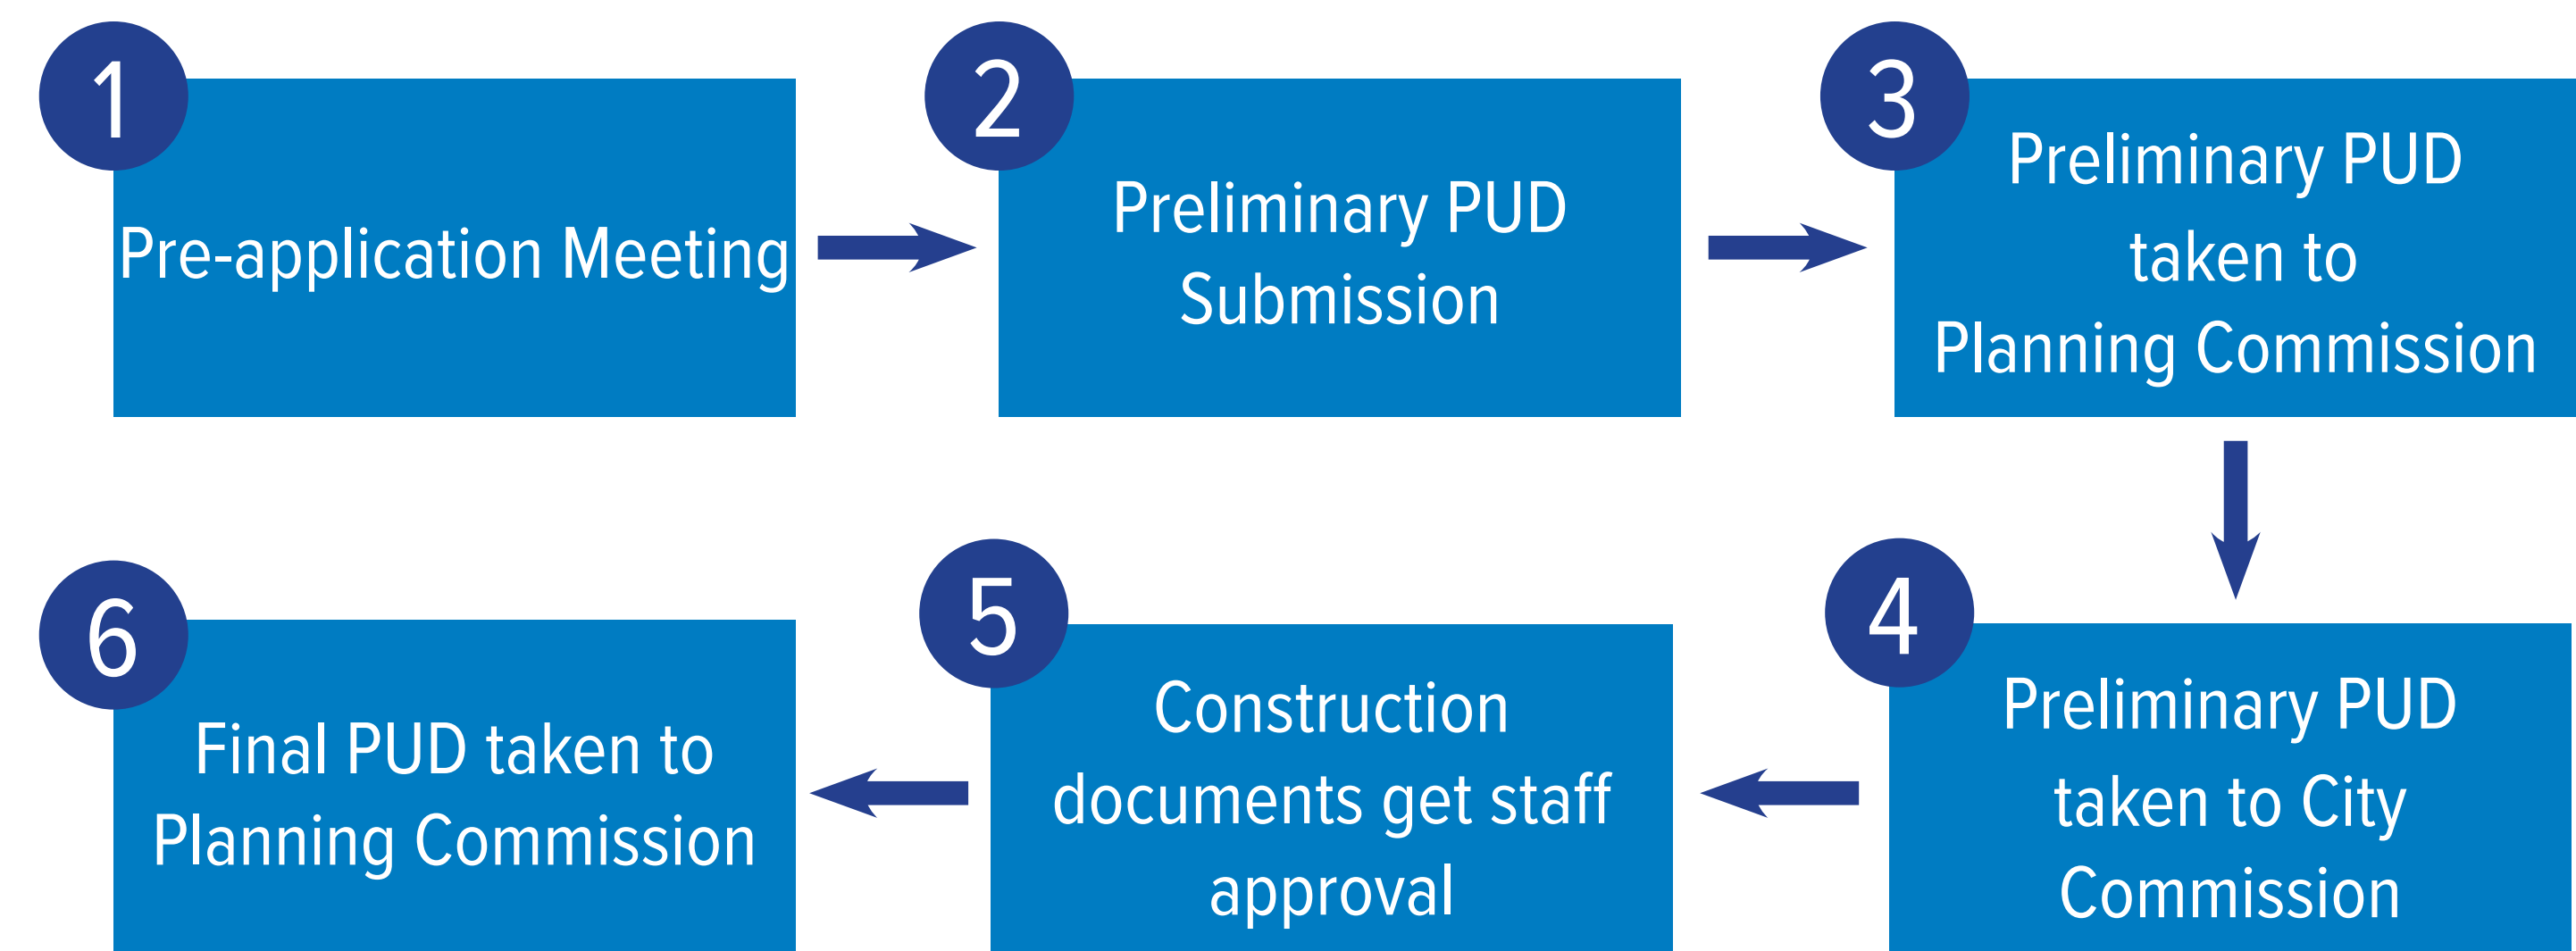 1
Pre-application Meeting
2
Preliminary PUD
Submission
3
Preliminary PUD
taken to
Planning Commission
4
Preliminary PUD
taken to City
Commission
5
Construction
documents get staff
approval
6
Final PUD taken to
Planning Commission